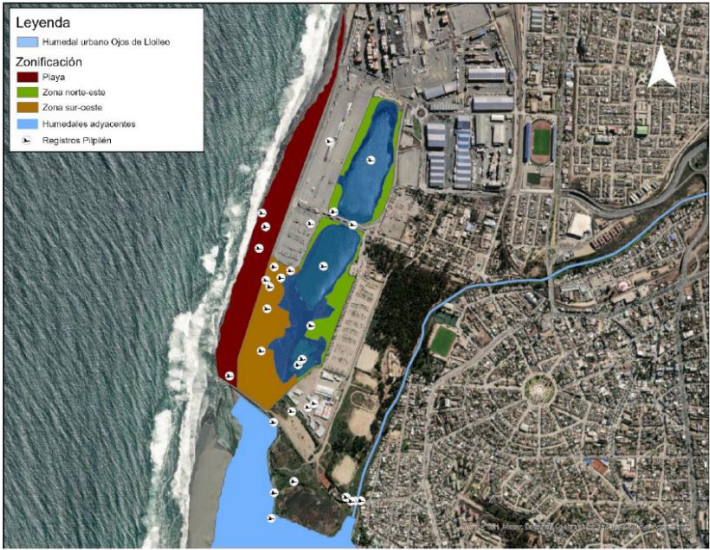 Leyenda
Humedal urbano Ojos de Llolleo
Zonificación
Playa
Zona norte-este
Zona sur-oeste
Humedales adyacentes
Registros Pilpilén
N